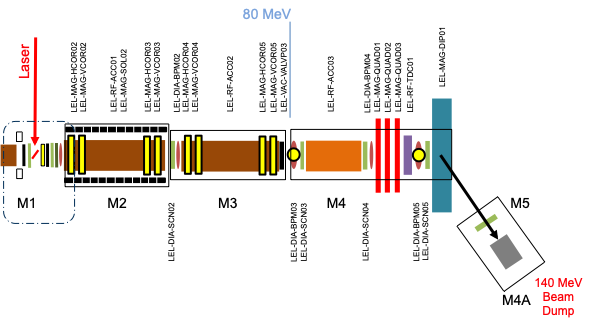 80 MeV
Laser
LEL-MAG-HCOR02
LEL-MAG-VCOR02
LEL-RF-ACC01
LEL-MAG-SOL02
LEL-MAG-HCOR03
LEL-MAG-VCOR03
LEL-DIA-BPM02
LEL-MAG-HCOR04
LEL-MAG-VCOR04
LEL-RF-ACC02
LEL-MAG-HCOR05
LEL-MAG-VCOR05
LEL-VAC-VALVP03
LEL-RF-ACC03
LEL-DIA-BPM04
LEL-MAG-QUAD01
LEL-MAG-QUAD02
LEL-MAG-QUAD03
LEL-RF-TDC01
LEL-MAG-DIP01
M1
M2
M3
M4
M5
LEL-DIA-SCN02
LEL-DIA-BPM03
LEL-DIA-SCN03
LEL-DIA-SCN04
LEL-DIA-BPM05
LEL-DIA-SCN05
M4A
140 MeV
Beam
Dump